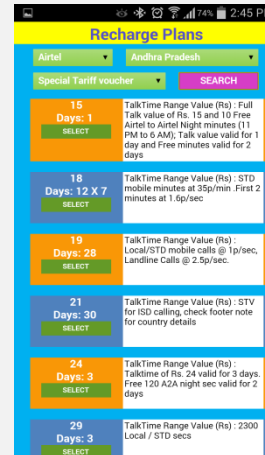 74% 2:45 P
Recharge Plans
Airtel Andhra Pradesh
Special Tariff voucher SEARCH
15
Days: 1
SELECT
TalkTime Range Value (Rs) : Full
Talk value of Rs. 15 and 10 Free
Airtel to Airtel Night minutes (11
PM to 6 AM); Talk value valid for 1
day and Free minutes valid for 2
days
18
Days: 12 X 7
SELECT
TalkTime Range Value (Rs) : STD
mobile minutes at 35p/min .First 2
minutes at 1.6p/sec
19
Days: 28
SELECT
TalkTime Range Value (Rs) :
Local/STD mobile calls @ 1p/sec,
Landline Calls @ 2.5p/sec.
21
Days: 30
SELECT
TalkTime Range Value (Rs) : STV
for ISD calling, check footer note
for country details
24
Days: 3
SELECT
TalkTime Range Value (Rs) :
Talktime of Rs. 24 valid for 3 days.
Free 120 A2A night sec valid for 2
days
29
Days: 3
SELECT
TalkTime Range Value (Rs) : 2300
Local / STD secs